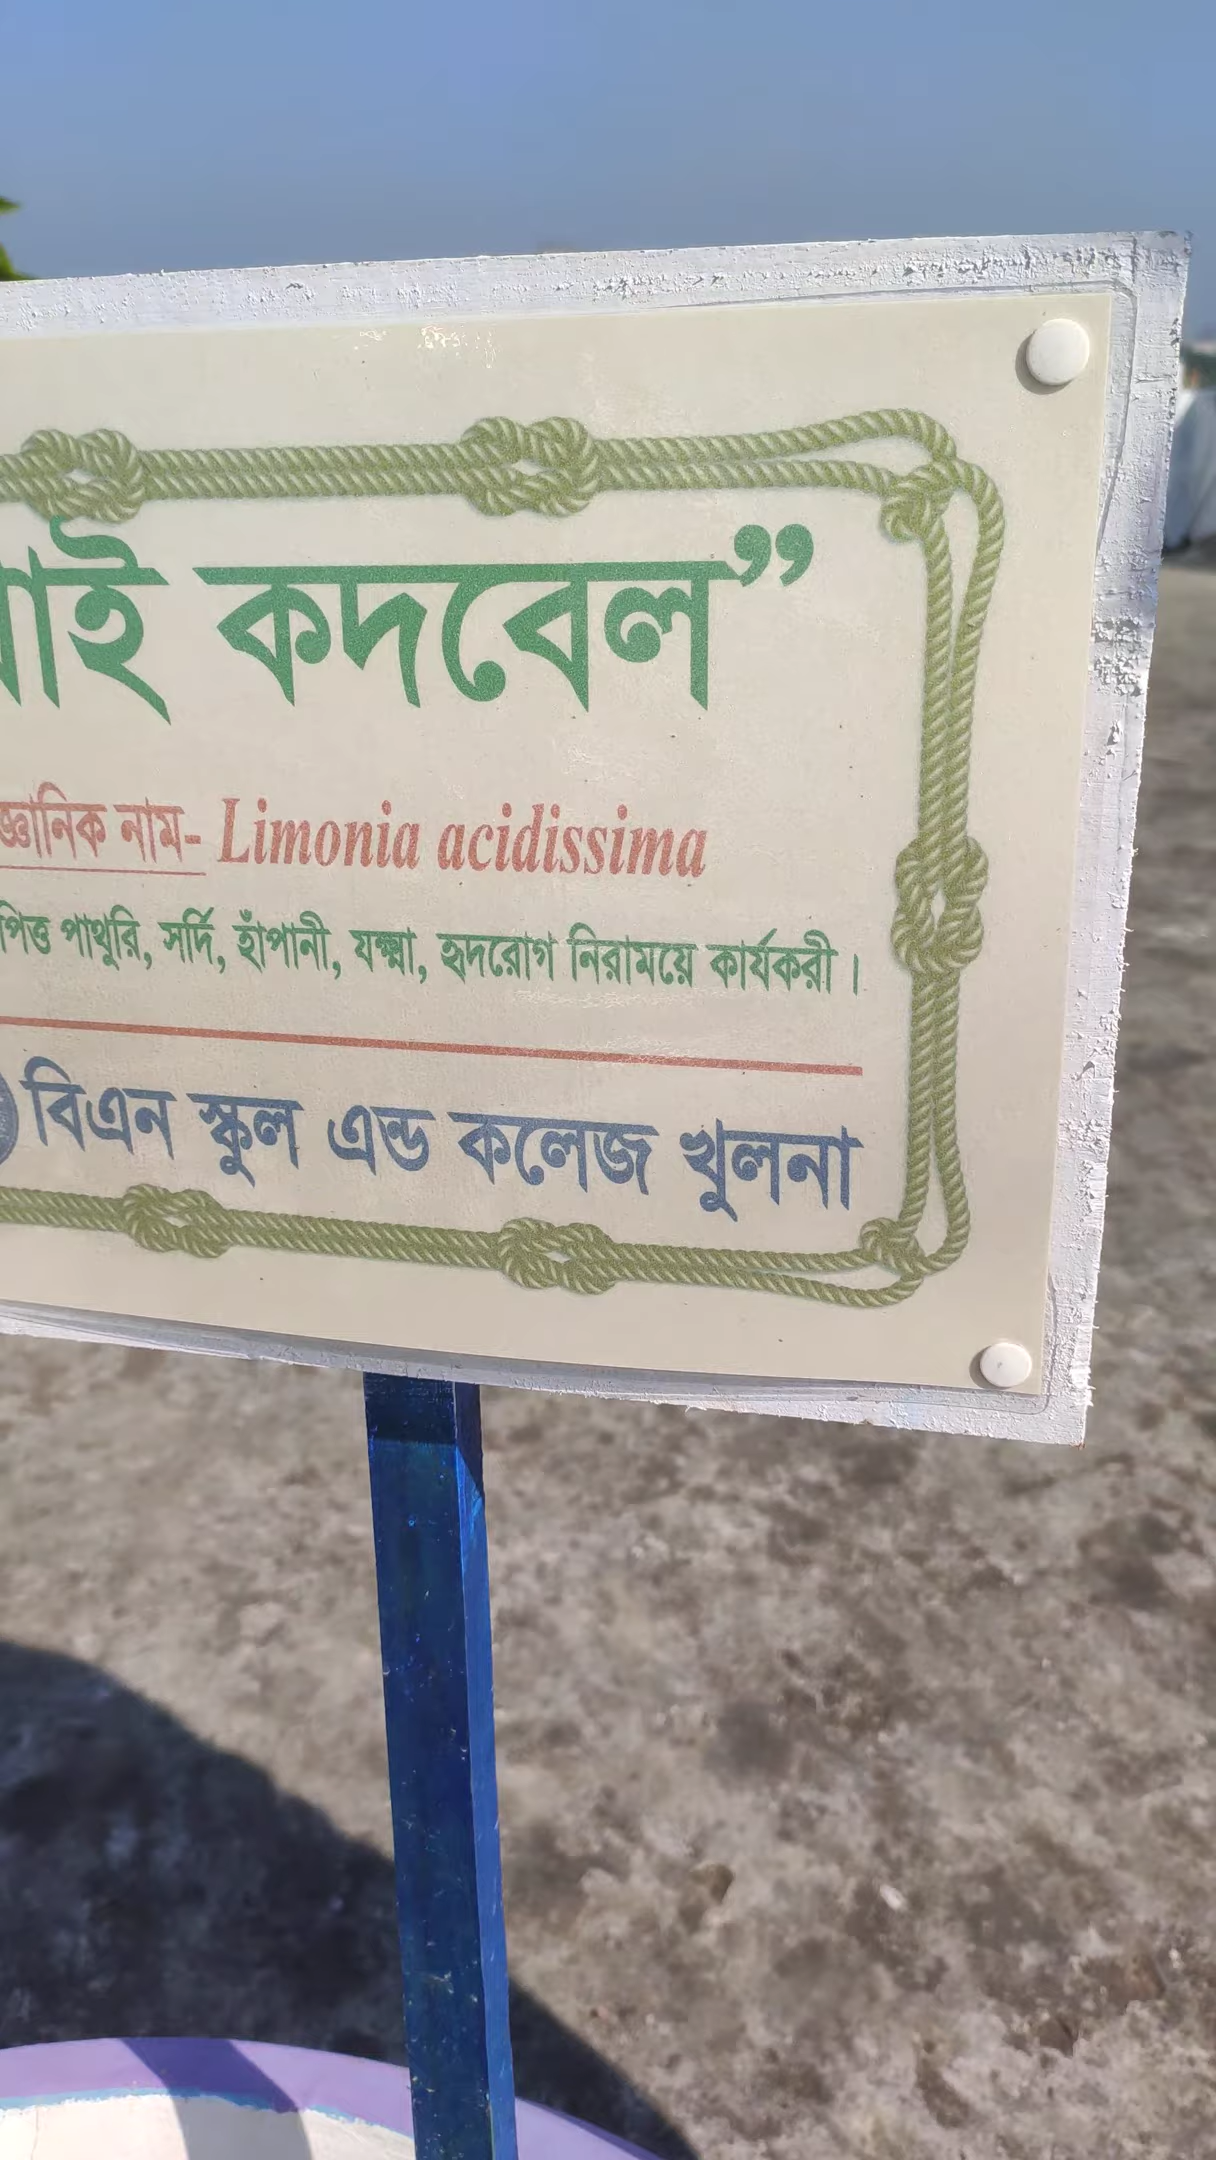 কদবেল”
নাম- Limonia acidissima
পিত্ত পাথুরি, সর্দি, হাঁপানী, যক্ষ্মা, হৃদরোগ নিরাময়ে কার্যকরী।
বিএন স্কুল এন্ড কলেজ খুলনা